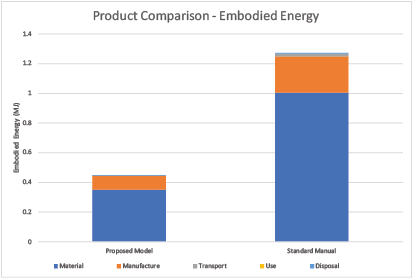 Product Comparison - Embodied Energy
Embodied Energy (MJ)
1.4
1.2
1
0.8
0.6
0.4
0.2
0
Proposed Model Standard Manual
Material Manufacture Transport Use Disposal